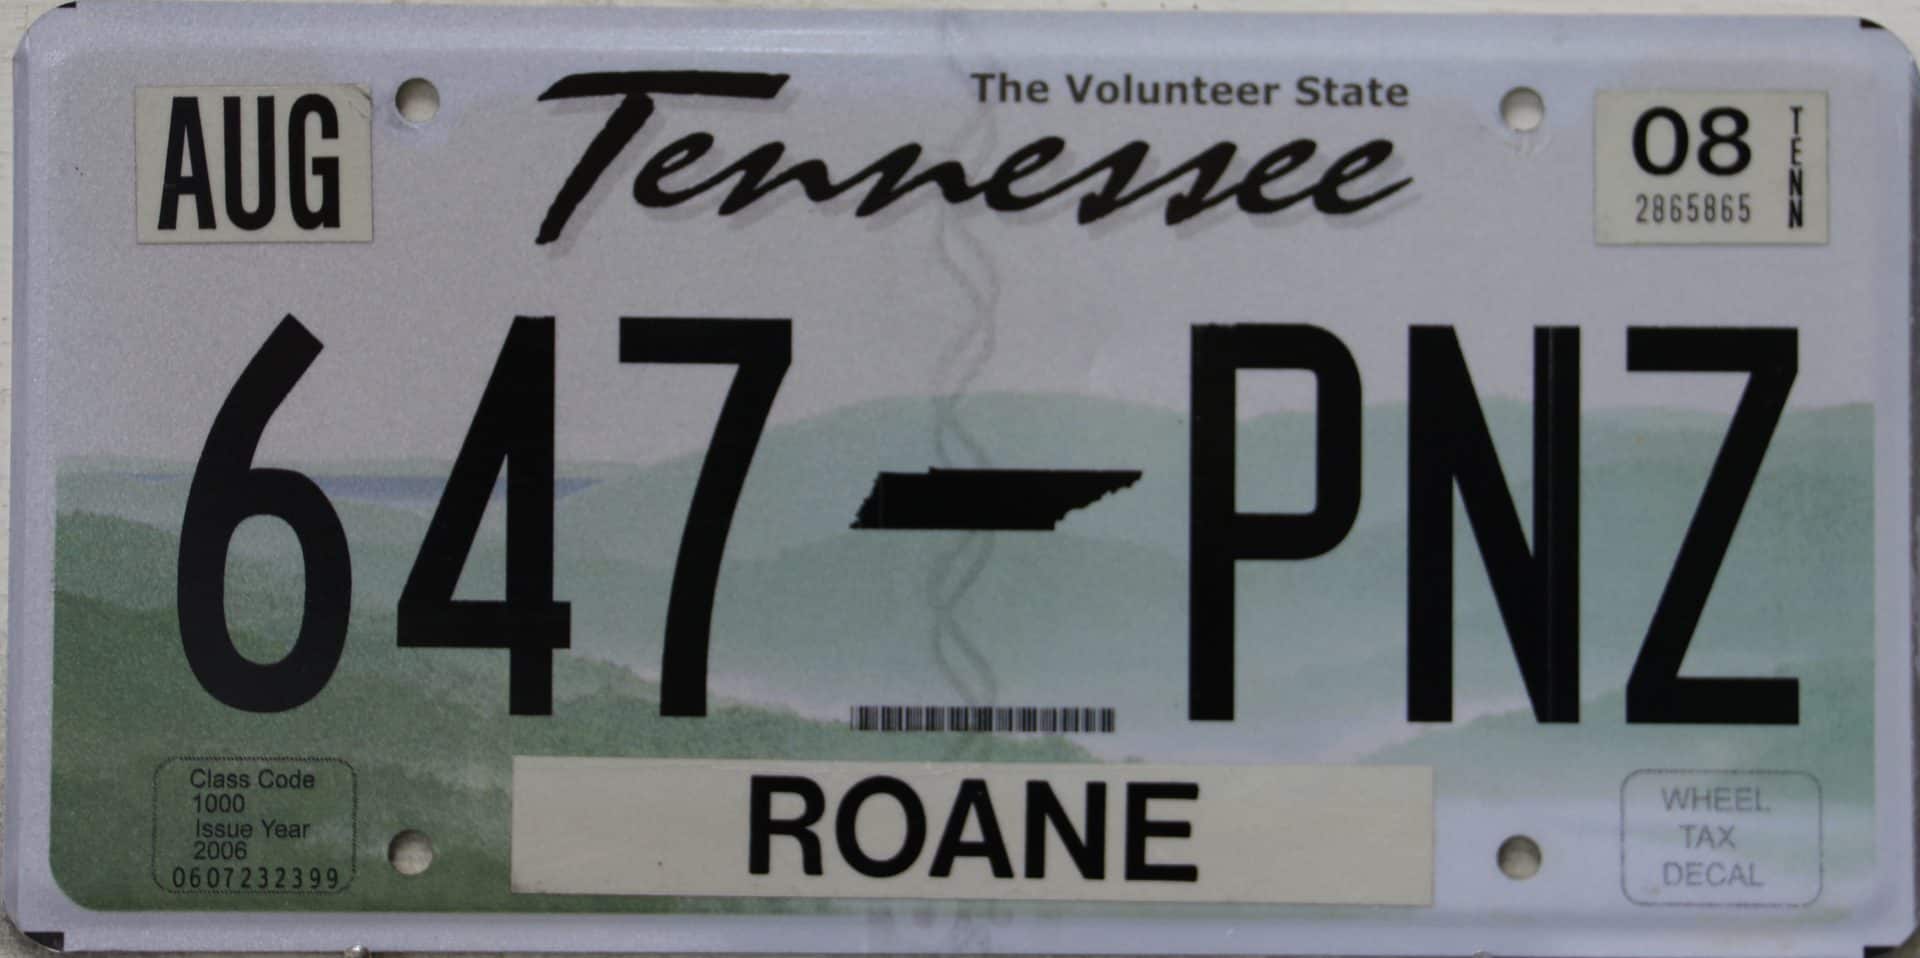 The Volunteer State
AUG
Tennessee
08
TENN
2865865
647 PNZ
Class Code
1000
Issue Year
2006
0607232399
ROANE
WHEEL
TAX
DECAL